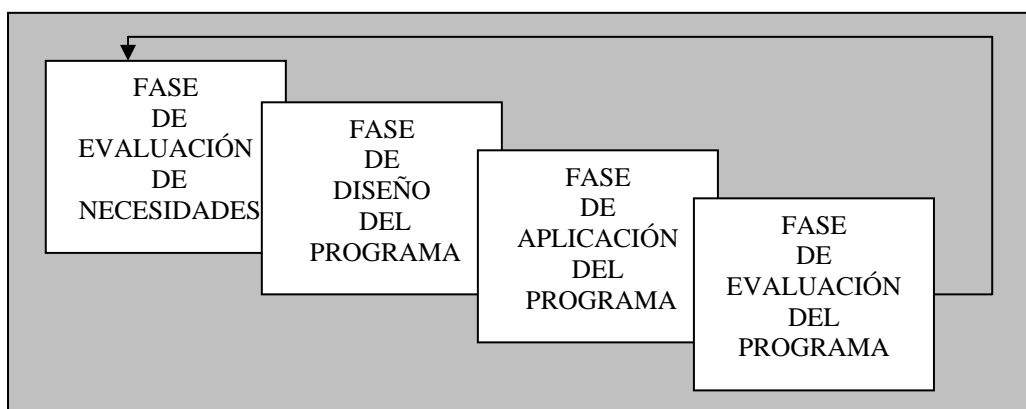 FASE
DE
EVALUACIÓN
DE
NECESIDADES
FASE
DE
DISEÑO
DEL
PROGRAMA
FASE
DE
APLICACIÓN
DEL
PROGRAMA
FASE
DE
EVALUACIÓN
DEL
PROGRAMA